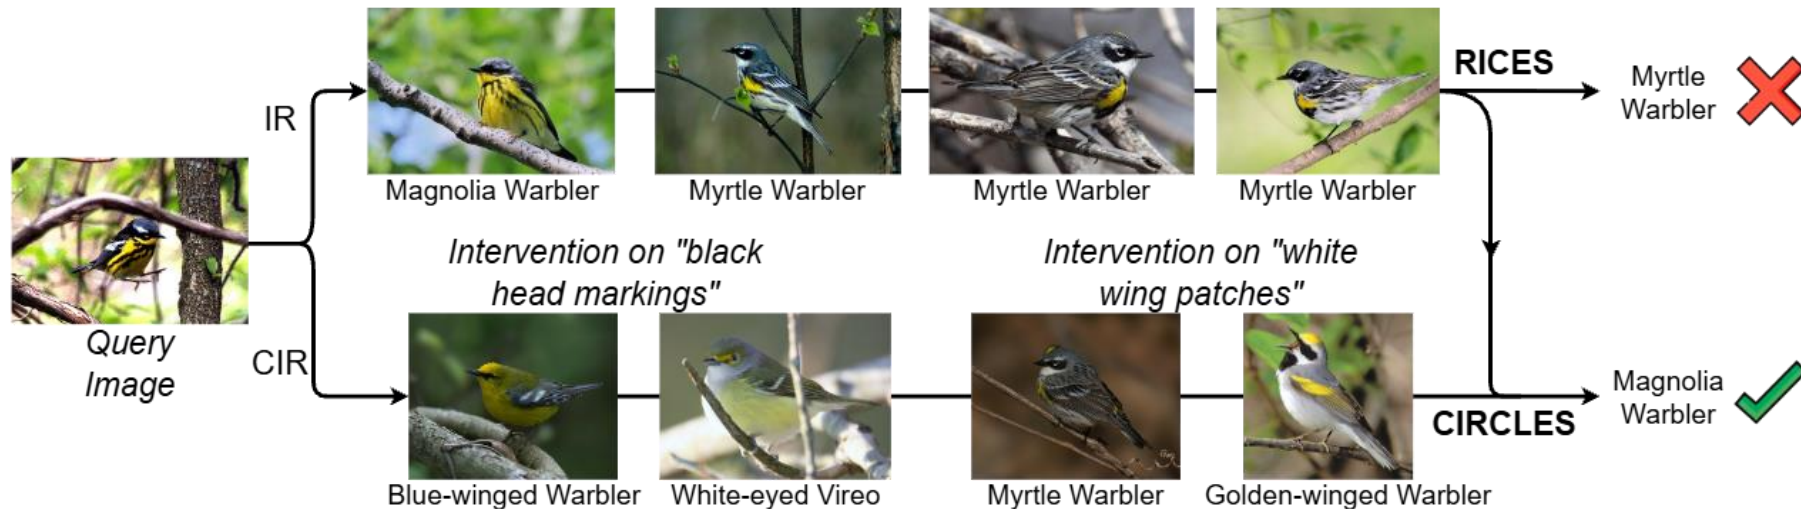 IR
Magnolia Warbler
Myrtle Warbler
Myrtle Warbler
Myrtle Warbler
RICES
Myrtle
Warbler
Query
Image
Intervention on "black
head markings"
Intervention on "white
wing patches"
CIR
Blue-winged Warbler
White-eyed Vireo
Myrtle Warbler
Golden-winged Warbler
CIRCLES
Magnolia
Warbler